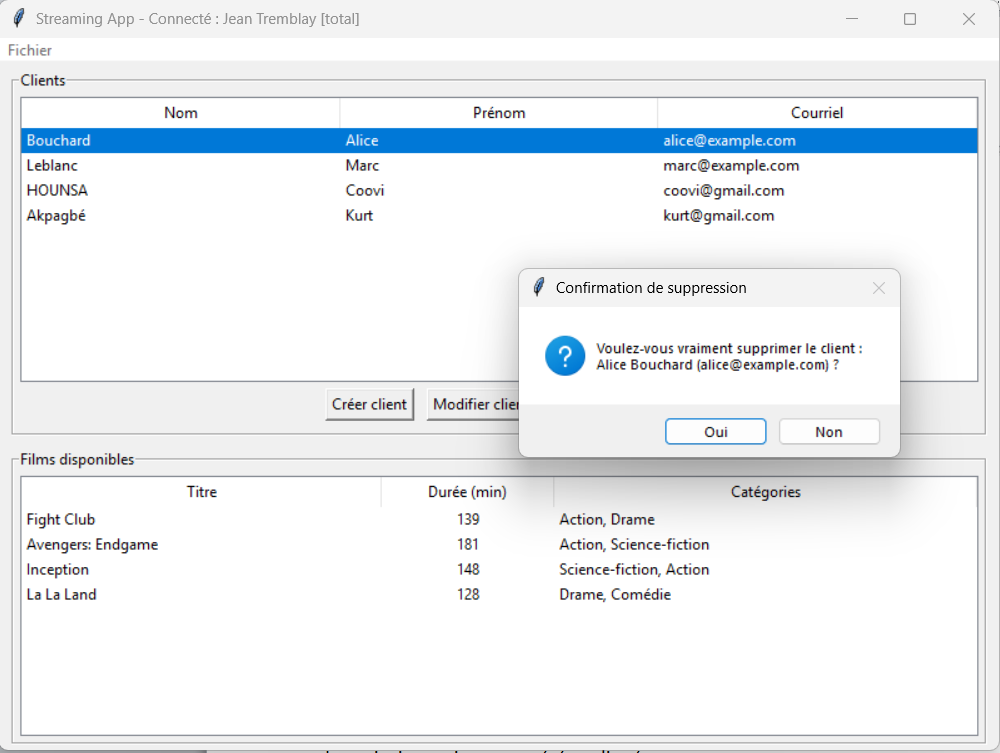 Streaming App - Connecté : Jean Tremblay [total]
Fichier
Clients
Nom Prénom Courriel
Bouchard Alice alice@example.com
Leblanc Marc marc@example.com
HOUNSA Coovi coovi@gmail.com
Akpagbé Kurt kurt@gmail.com
Confirmation de suppression
Voulez-vous vraiment supprimer le client :
Alice Bouchard (alice@example.com) ?
Oui Non
Créer client Modifier clie
Films disponibles
Titre Durée (min) Catégories
Fight Club 139 Action, Drame
Avengers: Endgame 181 Action, Science-fiction
Inception 148 Science-fiction, Action
La La Land 128 Drame, Comédie